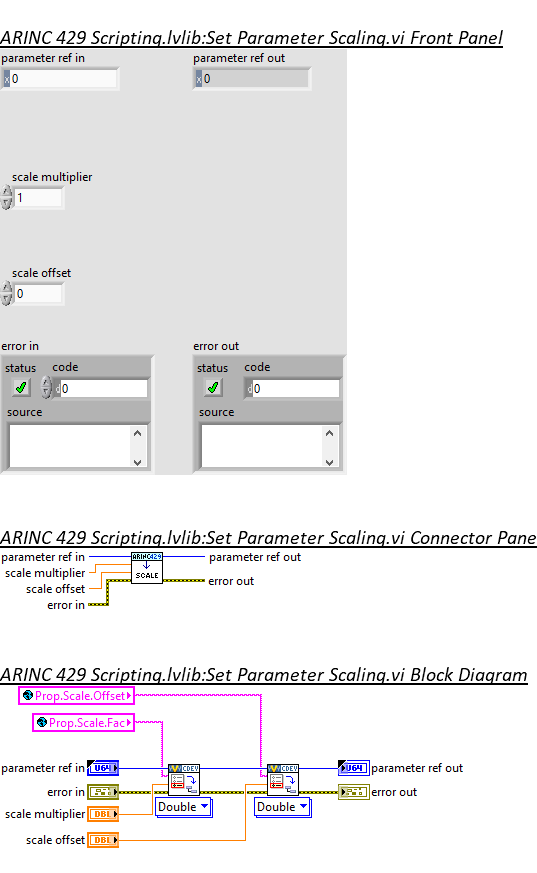 ARINC 429 Scripting.lvlib:Set Parameter Scaling.vi Front Panel
parameter ref in
parameter ref out
x 0
x 0
scale multiplier
1
scale offset
0
error in
error out
status code
status code
d 0
d 0
source
source
ARINC 429 Scripting.lvlib:Set Parameter Scaling.vi Connector Pane
parameter ref in
parameter ref out
ARINC429
scale multiplier
SCALE
error out
scale offset
error in
ARINC 429 Scripting.lvlib:Set Parameter Scaling.vi Block Diagram
Prop.Scale.Offset
Prop.Scale.Fac
parameter ref in
U64
CDEV
CDEV
U64
parameter ref out
error in
error out
Double
Double
scale multiplier
DBL
scale offset
DBL